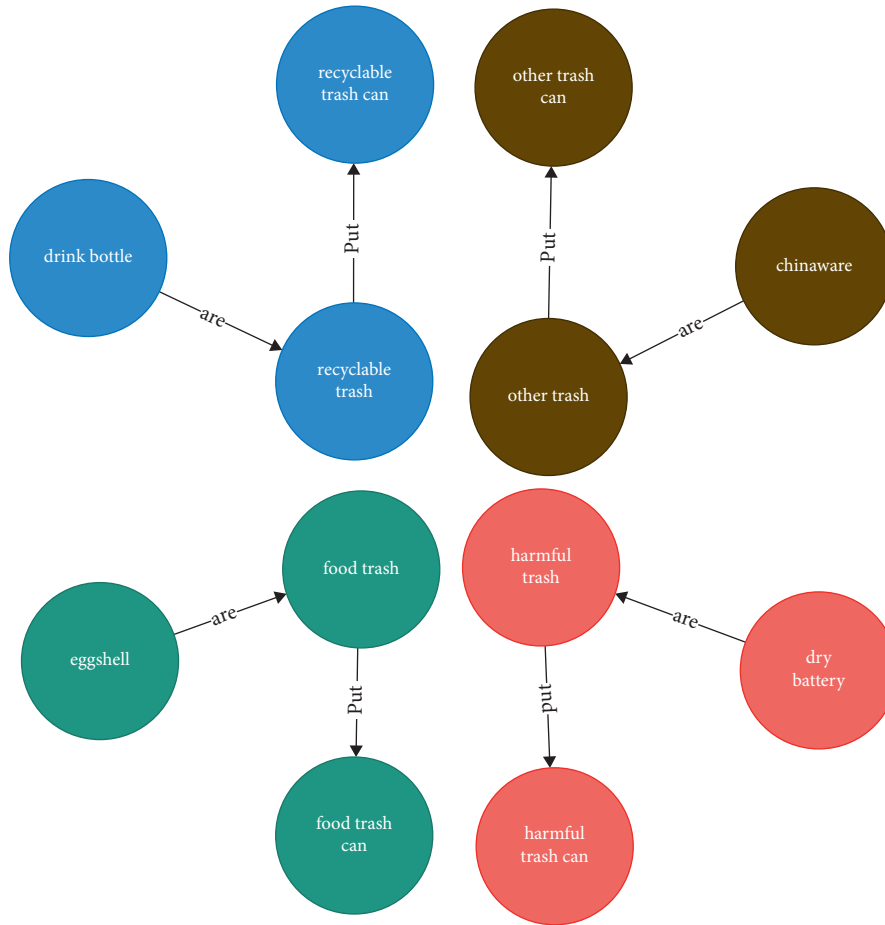 recyclable
trash can
other trash
can
Put
Put
drink bottle
chinaware
are
are
recyclable
trash
other trash
food trash
harmful
trash
are
are
eggshell
dry
battery
Put
put
food trash
can
harmful
trash can